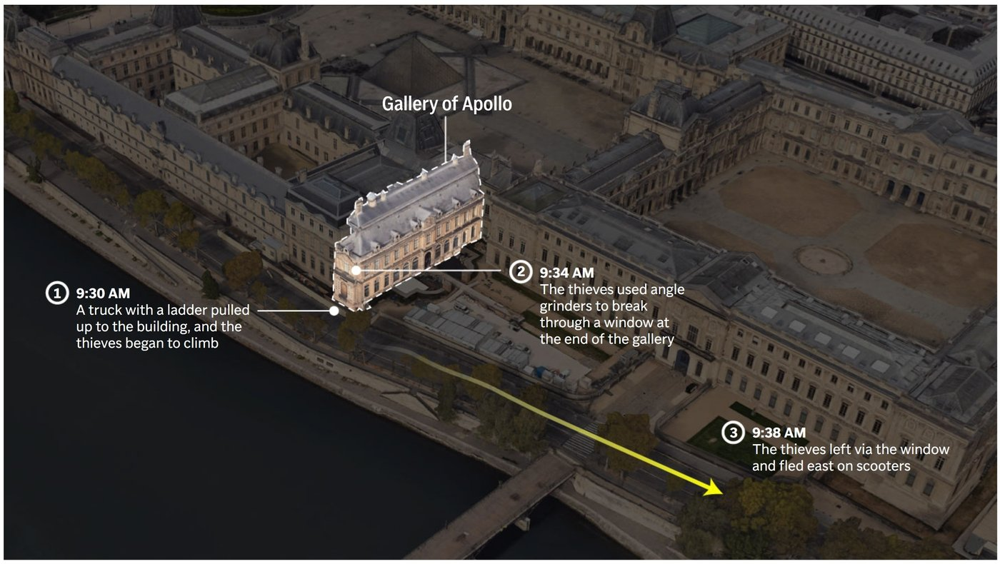 Gallery of Apollo
1
9:30 AM
A truck with a ladder pulled
up to the building, and the
thieves began to climb
2
9:34 AM
The thieves used angle
grinders to break
through a window at
the end of the gallery
3
9:38 AM
The thieves left via the window
and fled east on scooters